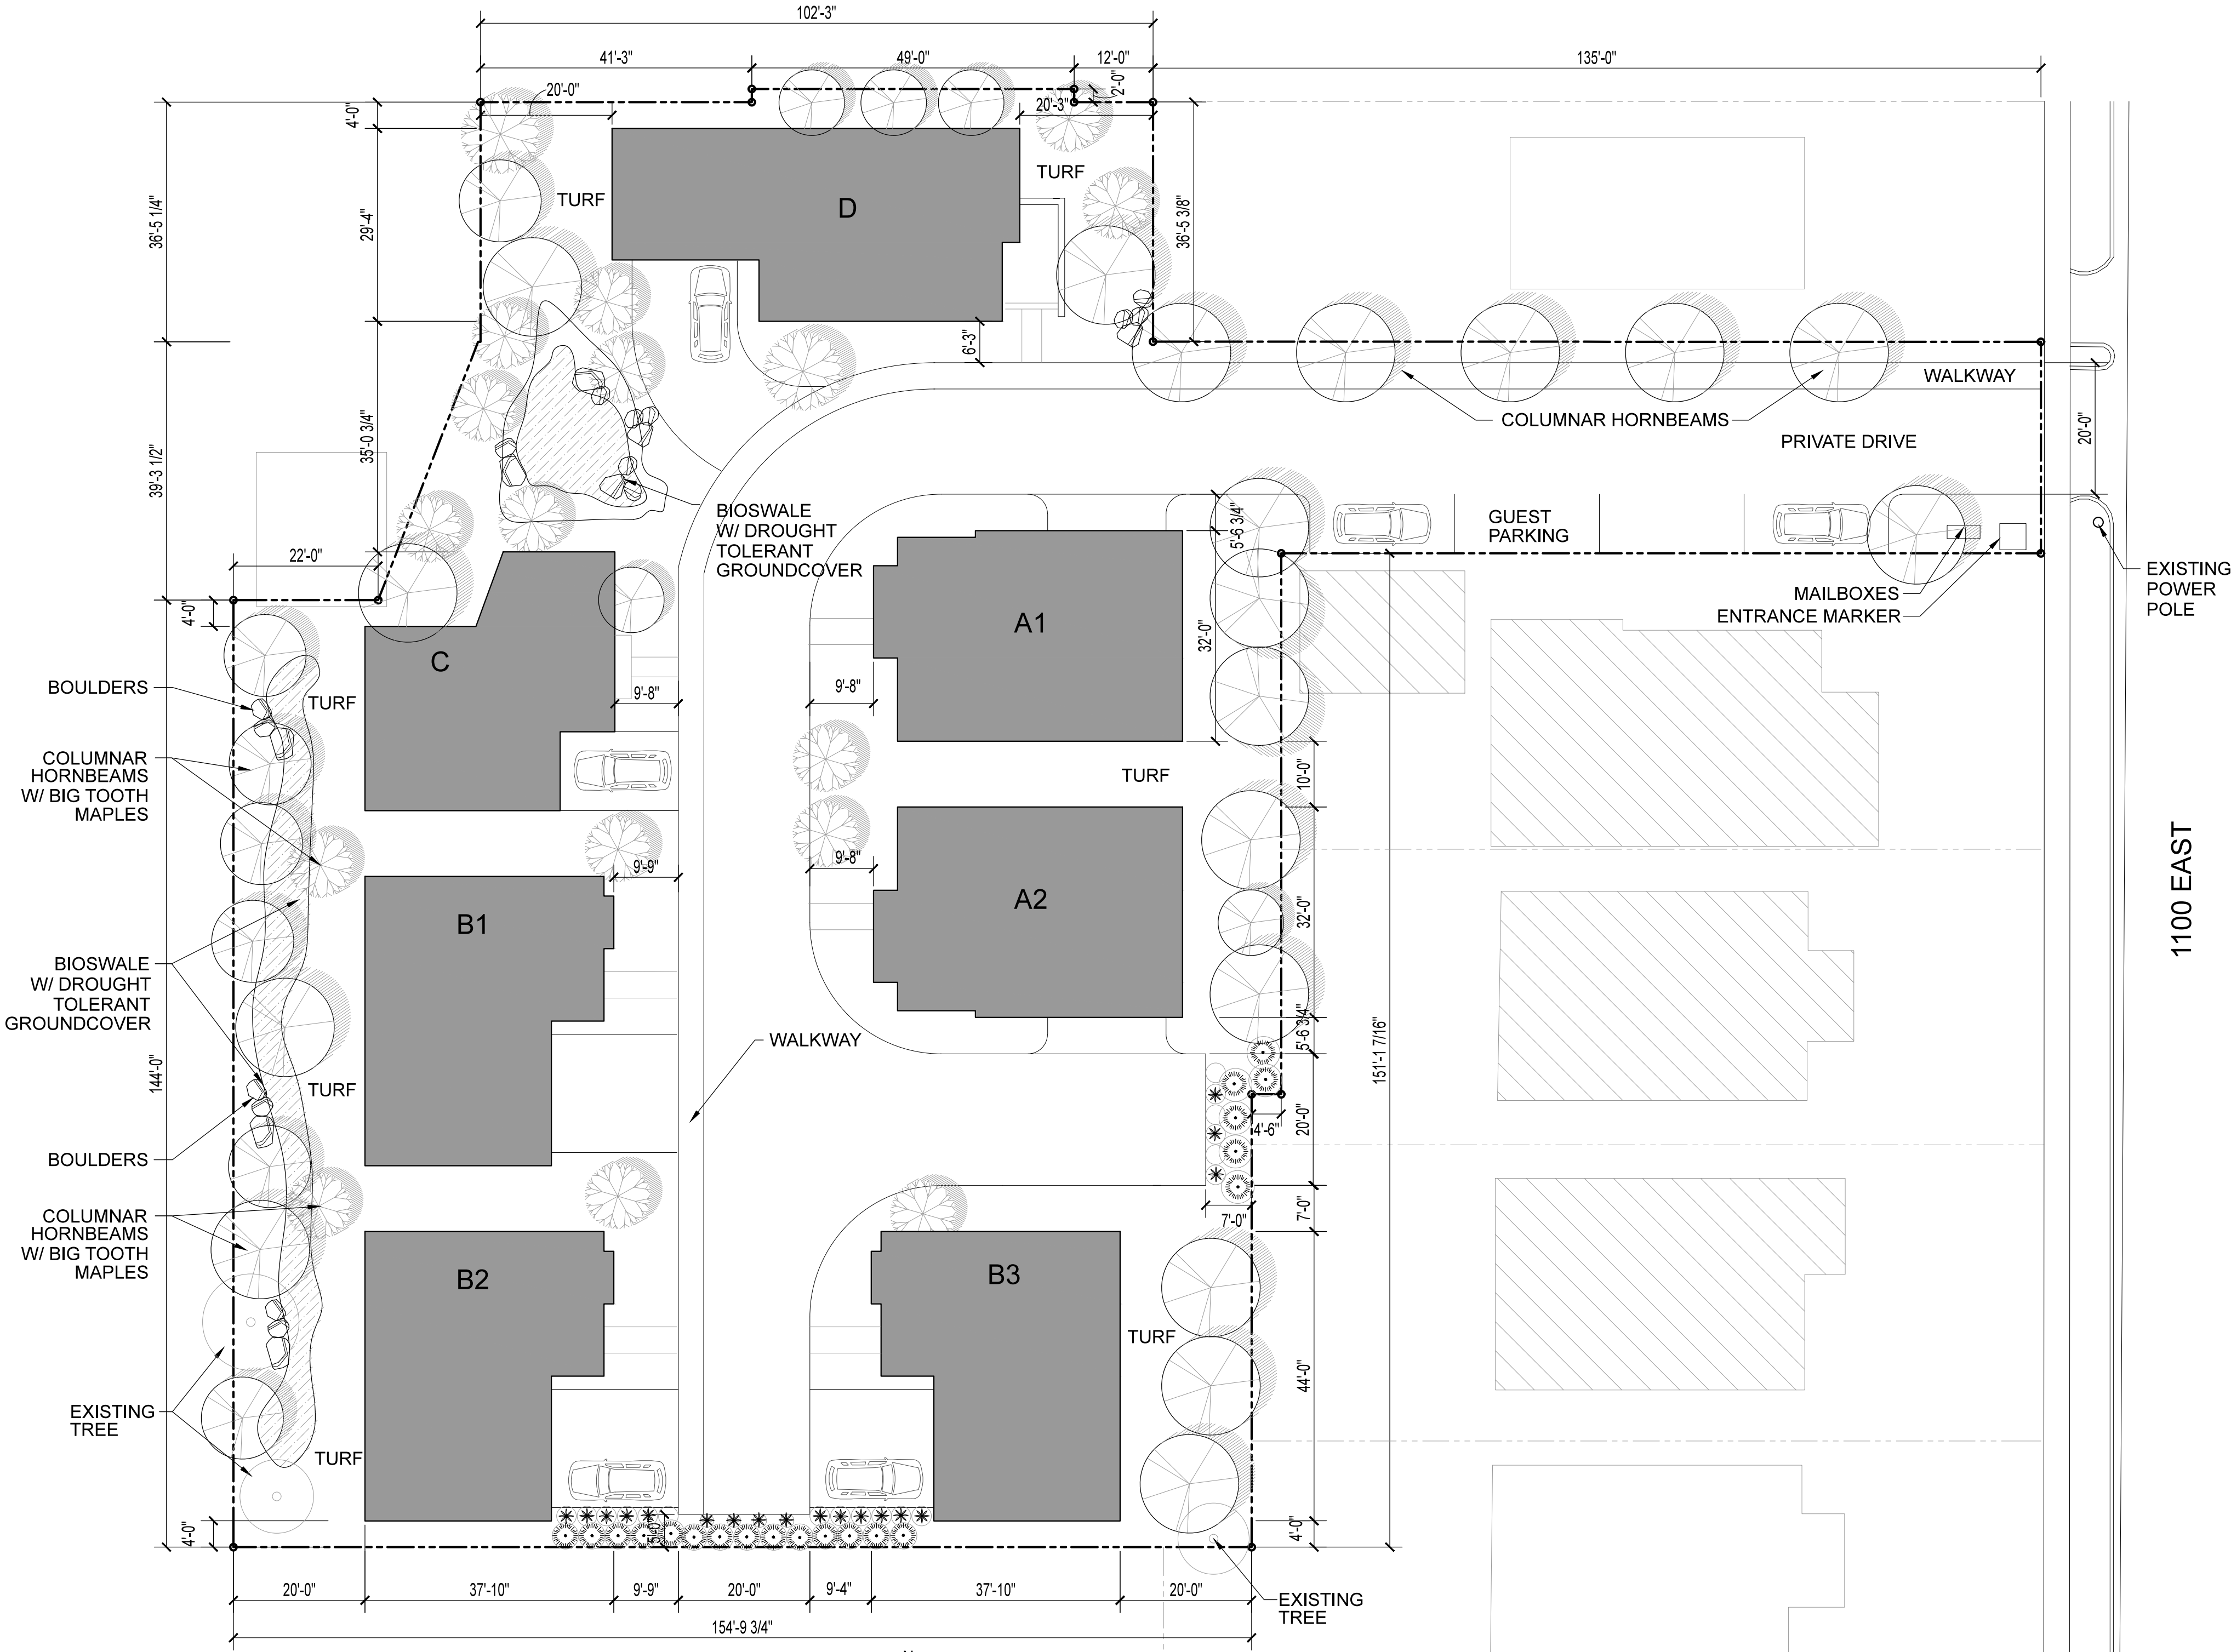 102'-3"
41'-3"
49'-0"
12'-0"
135'-0"
20'-0"
20'-3"
2'-0"
4'-0"
36'-5 1/4"
29'-4"
TURF
D
TURF
36'-5 3/8"
6'-3"
WALKWAY
COLUMNAR HORNBEAMS
PRIVATE DRIVE
20'-0"
39'-3 1/2"
35'-0 3/4"
BIOSWALE
W/ DROUGHT
TOLERANT
GROUNDCOVER
5'-6 3/4"
GUEST
PARKING
22'-0"
4'-0"
EXISTING
POWER
POLE
MAILBOXES
ENTRANCE MARKER
C
A1
32'-0"
BOULDERS
TURF
9'-8"
9'-8"
COLUMNAR
HORNBEAMS
W/ BIG TOOTH
MAPLES
TURF
10'-0"
9'-9"
9'-8"
B1
A2
32'-0"
1100 EAST
BIOSWALE
W/ DROUGHT
TOLERANT
GROUNDCOVER
5'-6 3/4"
WALKWAY
144'-0"
TURF
151'-1 7/16"
4'-6"
20'-0"
BOULDERS
COLUMNAR
HORNBEAMS
W/ BIG TOOTH
MAPLES
7'-0"
7'-0"
B2
B3
TURF
44'-0"
EXISTING
TREE
TURF
4'-0"
4'-0"
20'-0"
37'-10"
9'-9"
20'-0"
9'-4"
37'-10"
20'-0"
EXISTING
TREE
154'-9 3/4"